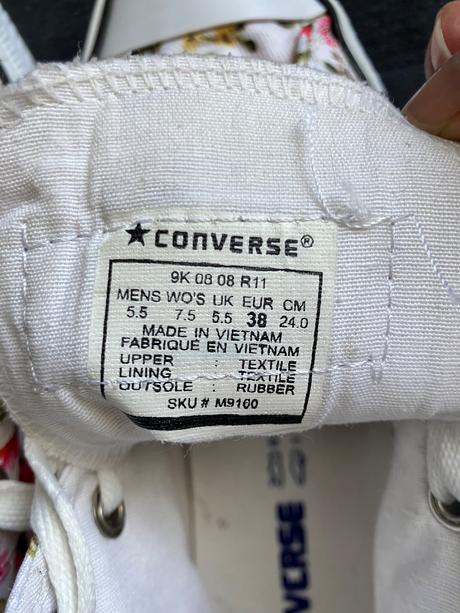 ★CONVERSE®
9K 08 08 R11
MENS WO'S UK EUR CM
5.5 7.5 5.5 38 24.0
MADE IN VIETNAM
FABRIQUÉ EN VIETNAM
UPPER : TEXTILE
LINING : TEXTILE
OUTSOLE : RUBBER
SKU # M9160